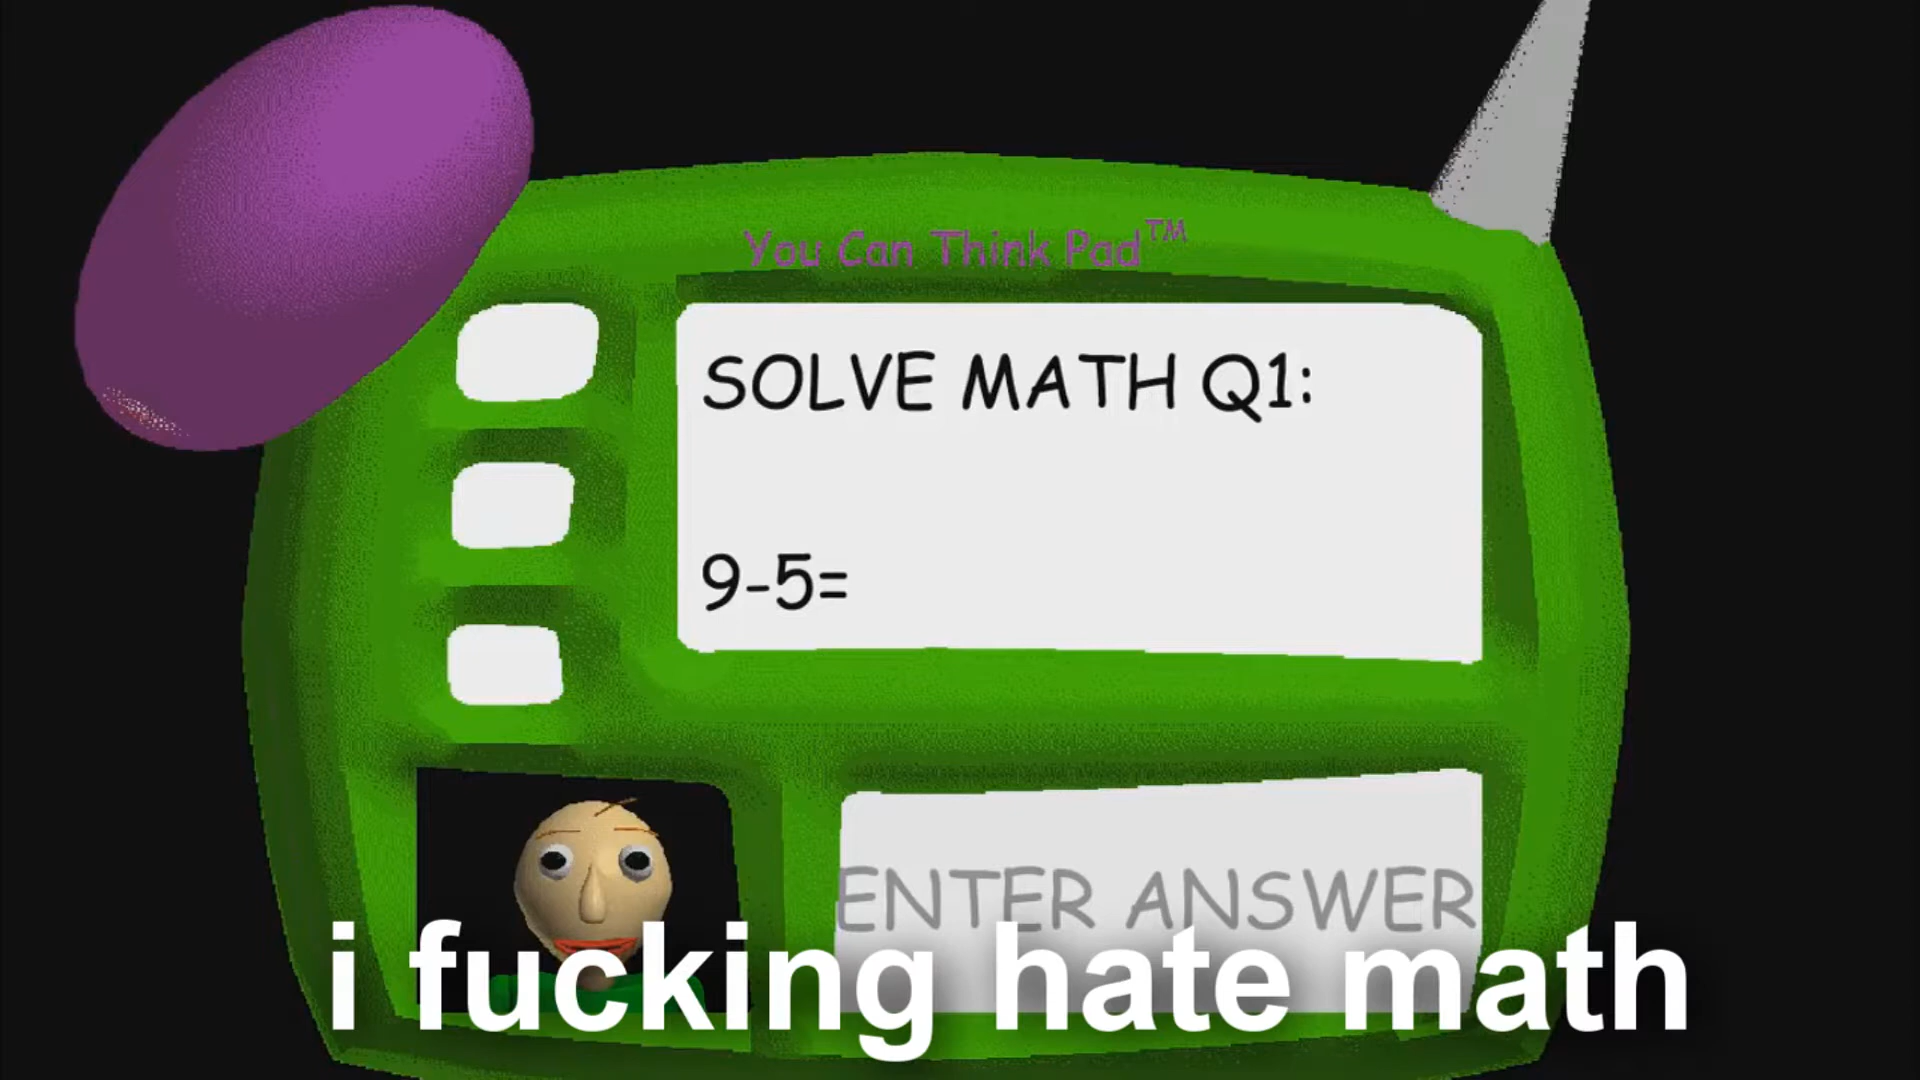 You Can Think Pad™
SOLVE MATH Q1:
9-5=
ENTER ANSWER
i fucking hate math